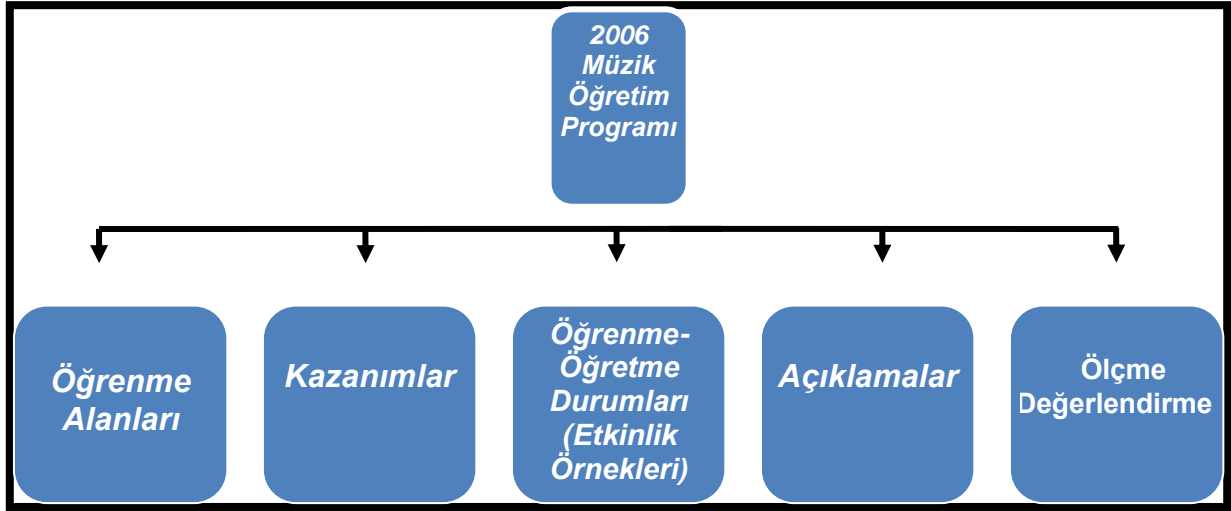 2006
Müzik
Öğretim
Programı
Öğrenme
Alanları
Kazanımlar
Öğrenme-
Öğretme
Durumları
(Etkinlik
Örnekleri)
Açıklamalar
Ölçme
Değerlendirme